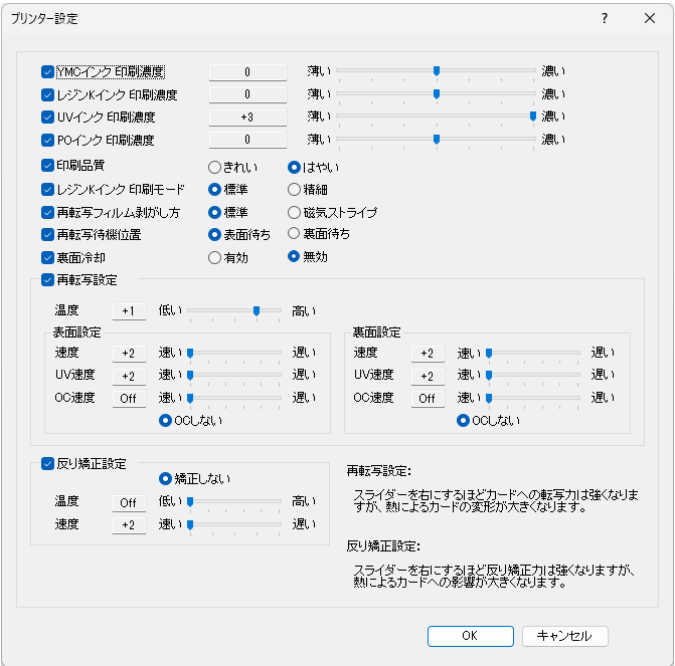 プリンター設定 ? ×
YMCインク 印刷濃度 0 薄い 濃い
レジンKインク 印刷濃度 0 薄い 濃い
UVインク 印刷濃度 +3 薄い 濃い
POインク 印刷濃度 0 薄い 濃い
印刷品質 きれい はやい
レジンKインク 印刷モード 標準 精細
再転写フィルム剥がし方 標準 磁気ストライプ
再転写待機位置 表面待ち 裏面待ち
裏面冷却 有効 無効
再転写設定
温度 +1 低い 高い
表面設定
速度 +2 速い 遅い
UV速度 +2 速い 遅い
OC速度 Off 速い 遅い
OCしない
裏面設定
速度 +2 速い 遅い
UV速度 +2 速い 遅い
OC速度 Off 速い 遅い
OCしない
反り矯正設定
矯正しない
温度 Off 低い 高い
速度 +2 速い 遅い
再転写設定:
スライダーを右にするほどカードへの転写力は強くなりま
すが、熱によるカードの変形が大きくなります。
反り矯正設定:
スライダーを右にするほど反り矯正力は強くなりますが、
熱によるカードへの影響が大きくなります。
OK キャンセル